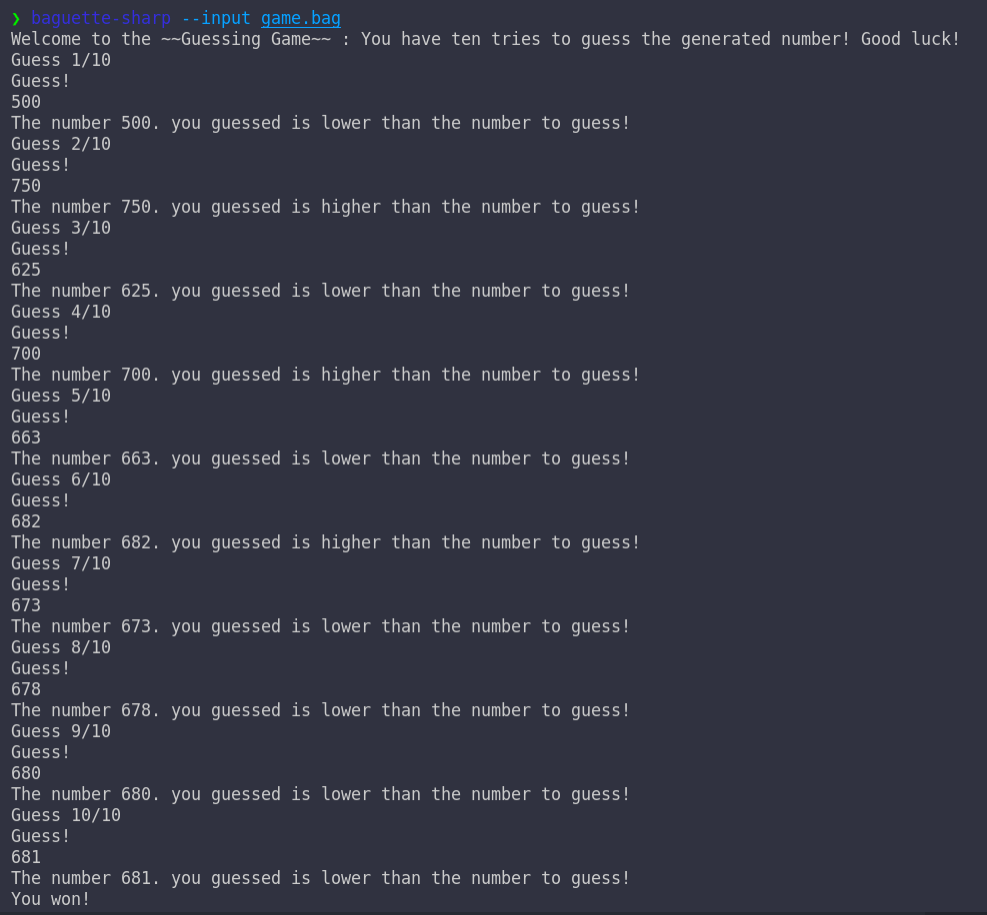 ❯ baguette-sharp --input game.bag
Welcome to the ~~Guessing Game~~ : You have ten tries to guess the generated number! Good luck!
Guess 1/10
Guess!
500
The number 500. you guessed is lower than the number to guess!
Guess 2/10
Guess!
750
The number 750. you guessed is higher than the number to guess!
Guess 3/10
Guess!
625
The number 625. you guessed is lower than the number to guess!
Guess 4/10
Guess!
700
The number 700. you guessed is higher than the number to guess!
Guess 5/10
Guess!
663
The number 663. you guessed is lower than the number to guess!
Guess 6/10
Guess!
682
The number 682. you guessed is higher than the number to guess!
Guess 7/10
Guess!
673
The number 673. you guessed is lower than the number to guess!
Guess 8/10
Guess!
678
The number 678. you guessed is lower than the number to guess!
Guess 9/10
Guess!
680
The number 680. you guessed is lower than the number to guess!
Guess 10/10
Guess!
681
The number 681. you guessed is lower than the number to guess!
You won!